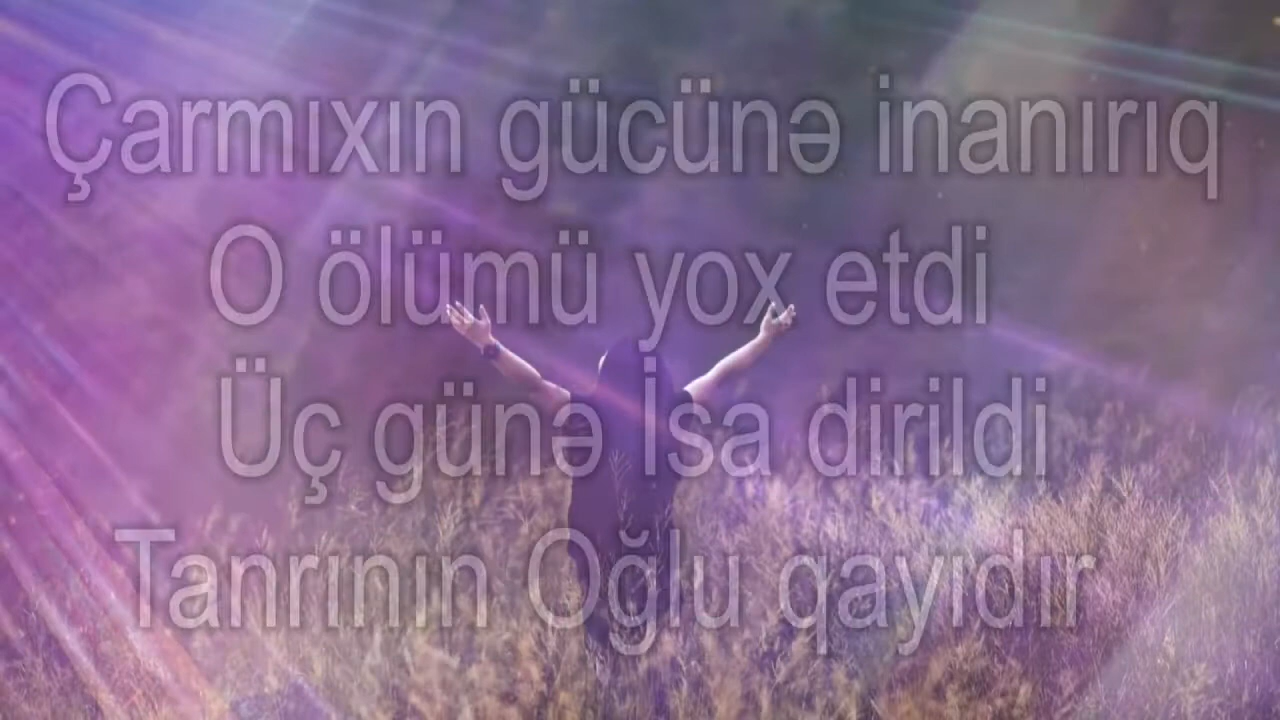 Çarmıxın gücünə inanırıq
O ölümü yox etdi
Üç günə İsa dirildi
Tanrının Oğlu qayıdır